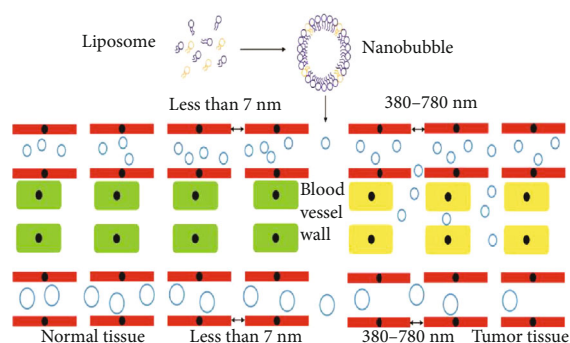 Liposome
Nanobubble
Less than 7 nm
380–780 nm
Blood
vessel
wall
Normal tissue
Less than 7 nm
380–780 nm
Tumor tissue